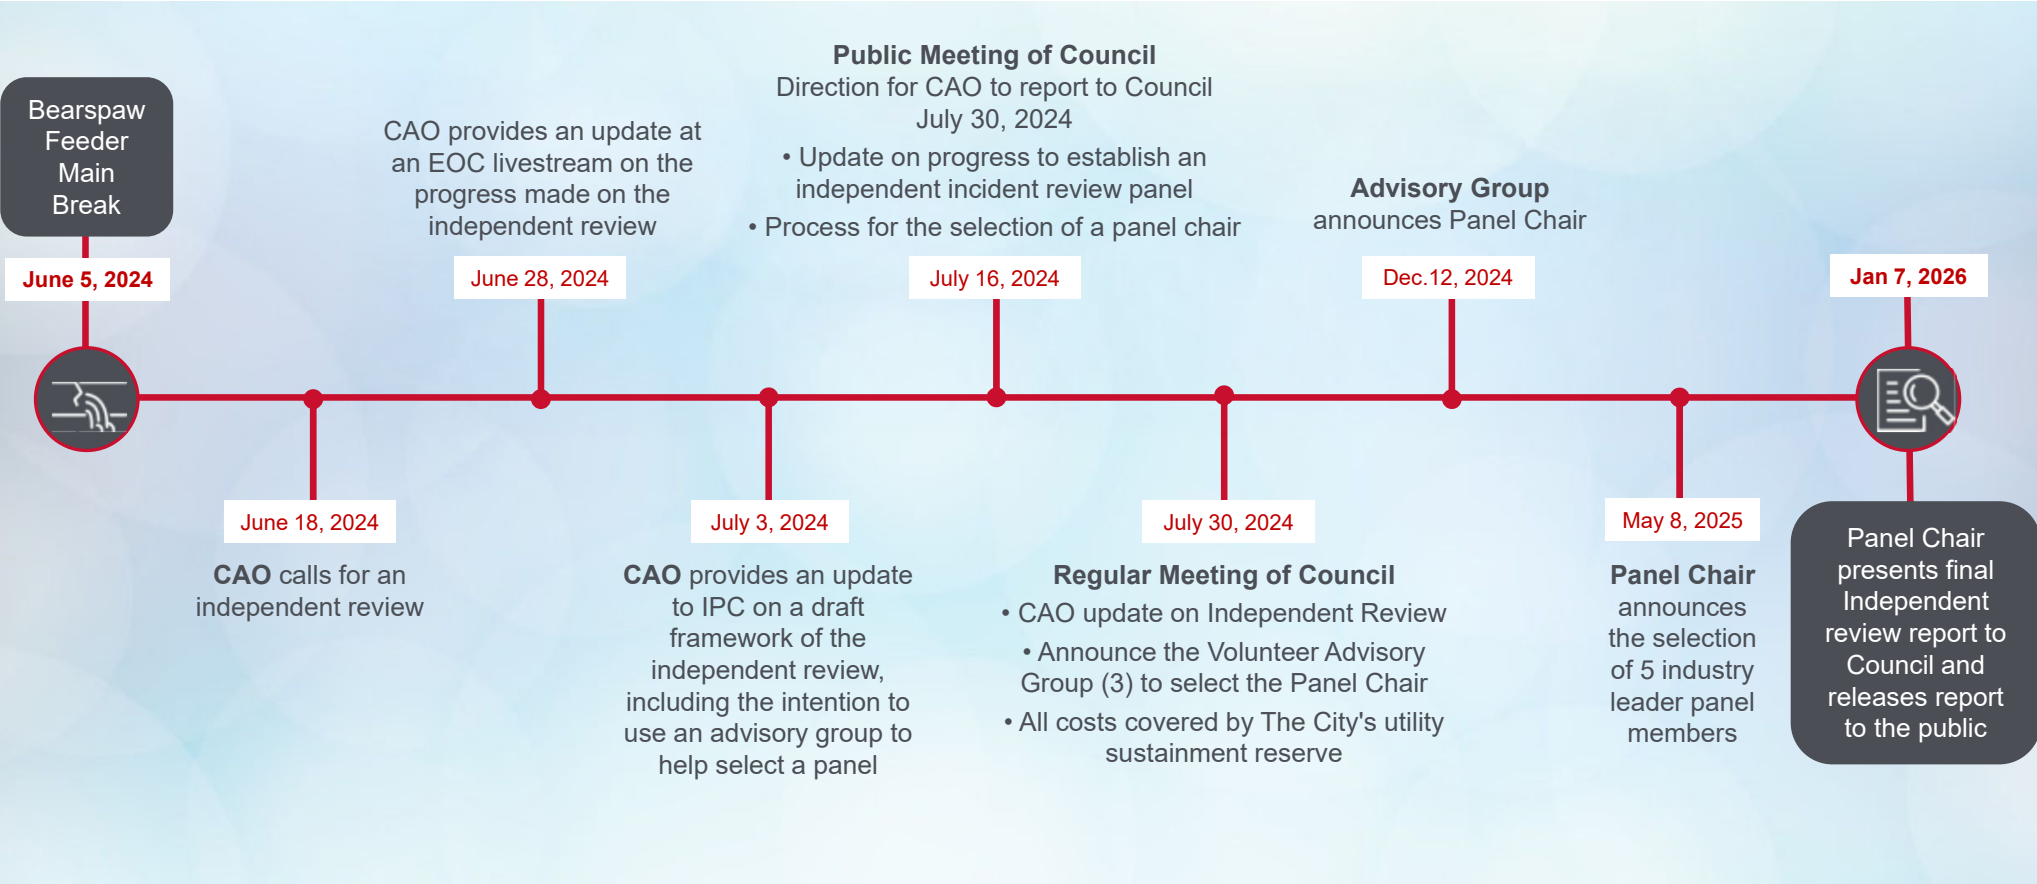 Bearspaw
Feeder
Main
Break
June 5, 2024
June 18, 2024
CAO calls for an
independent review
CAO provides an update at
an EOC livestream on the
progress made on the
independent review
June 28, 2024
July 3, 2024
CAO provides an update
to IPC on a draft
framework of the
independent review,
including the intention to
use an advisory group to
help select a panel
Public Meeting of Council
Direction for CAO to report to Council
July 30, 2024
• Update on progress to establish an
independent incident review panel
• Process for the selection of a panel chair
July 16, 2024
July 30, 2024
Regular Meeting of Council
• CAO update on Independent Review
• Announce the Volunteer Advisory
Group (3) to select the Panel Chair
• All costs covered by The City's utility
sustainment reserve
Advisory Group
announces Panel Chair
Dec.12, 2024
May 8, 2025
Panel Chair
announces
the selection
of 5 industry
leader panel
members
Jan 7, 2026
Panel Chair
presents final
Independent
review report to
Council and
releases report
to the public